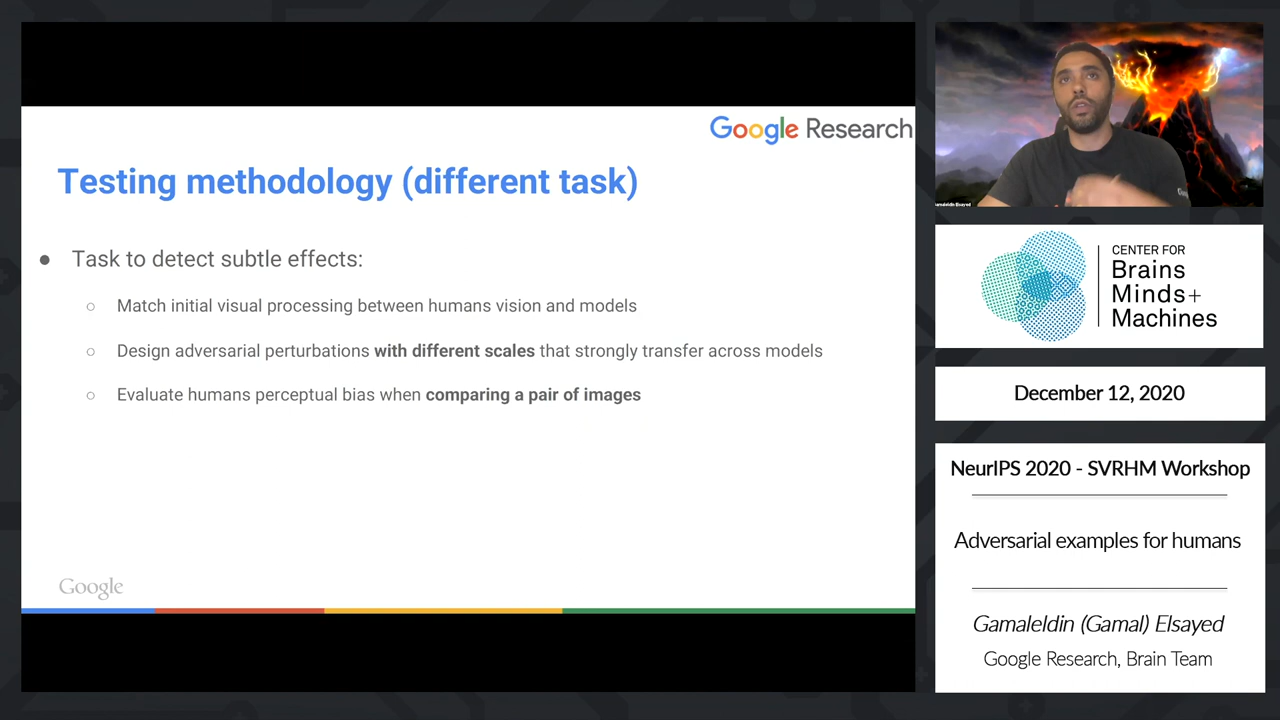 Google Research
Testing methodology (different task)
● Task to detect subtle effects:
○ Match initial visual processing between humans vision and models
○ Design adversarial perturbations with different scales that strongly transfer across models
○ Evaluate humans perceptual bias when comparing a pair of images
Google
Gamaleldin Elsayed
CENTER FOR
Brains
Minds+
Machines
December 12, 2020
NeurIPS 2020 - SVRHM Workshop
Adversarial examples for humans
Gamaleldin (Gamal) Elsayed
Google Research, Brain Team